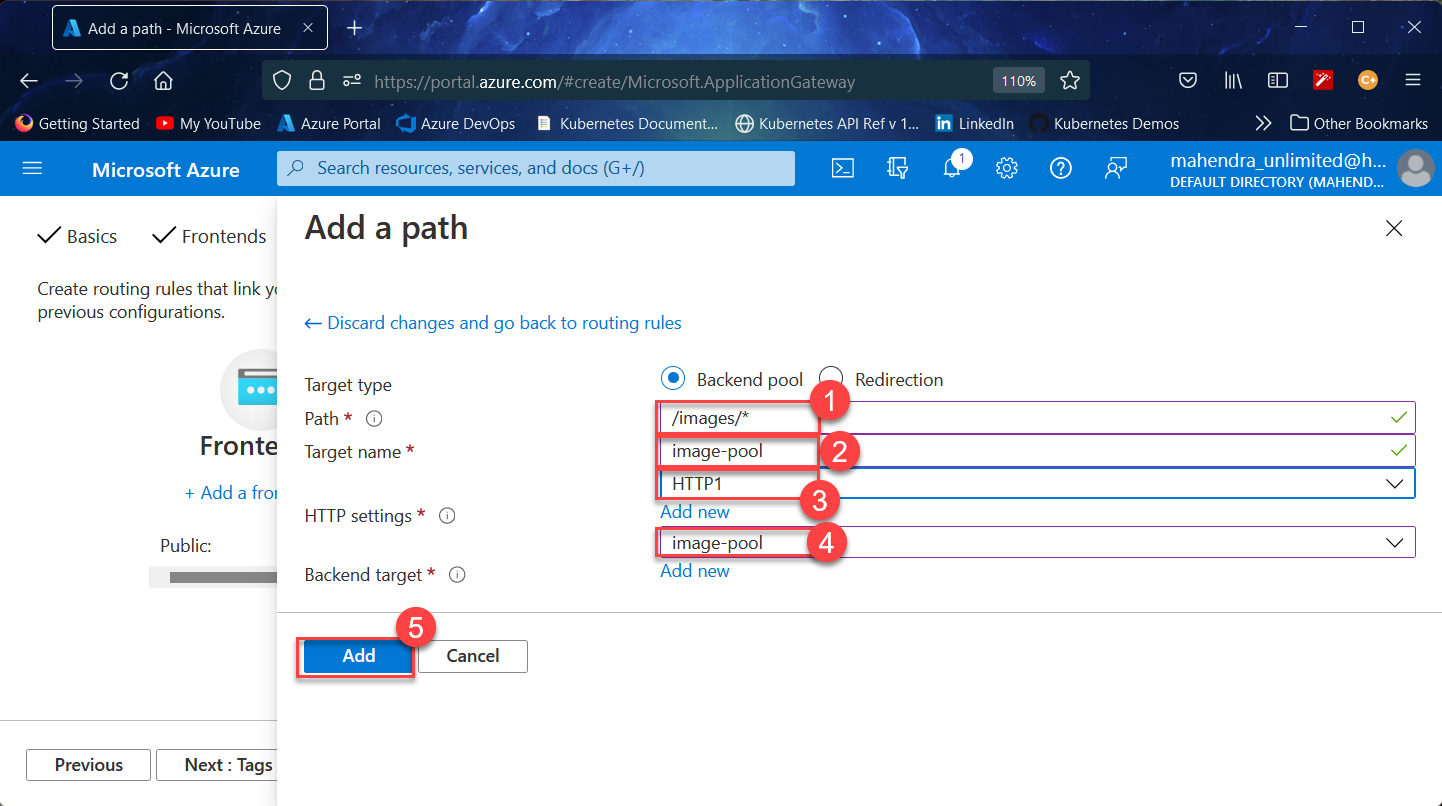 Add a path - Microsoft Azure
https://portal.azure.com/#create/Microsoft.ApplicationGateway
110%
C+
Getting Started
My YouTube
Azure Portal
Azure DevOps
Kubernetes Document...
Kubernetes API Ref v 1...
LinkedIn
Kubernetes Demos
Other Bookmarks
Microsoft Azure
Search resources, services, and docs (G+/)
1
mahendra_unlimited@h...
DEFAULT DIRECTORY (MAHEND...
Basics
Frontends
Create routing rules that link yo
previous configurations.
Fronte
+ Add a fron
Public:
Previous
Next : Tags
Add a path
← Discard changes and go back to routing rules
Target type
Backend pool
Redirection
Path *
/images/*
1
Target name *
image-pool
2
HTTP1
3
HTTP settings *
Add new
image-pool
4
Backend target *
Add new
5
Add
Cancel